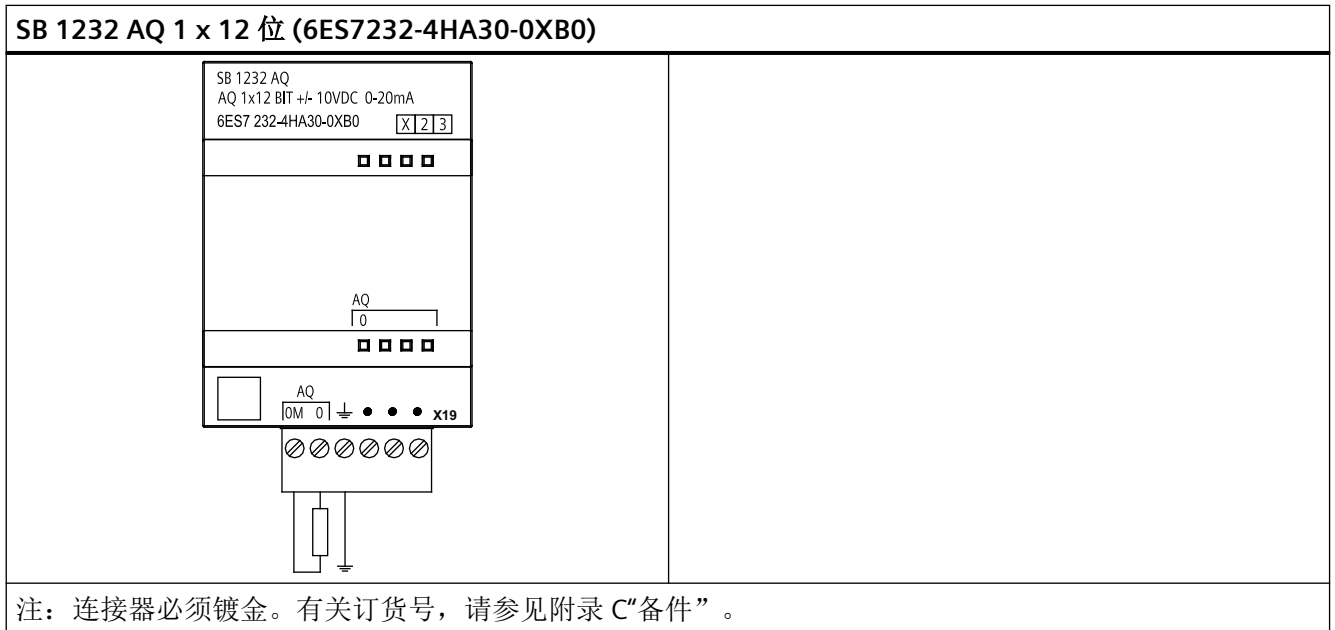 SB 1232 AQ 1 x 12 位 (6ES7232-4HA30-0XB0)
SB 1232 AQ
AQ 1x12 BIT +/- 10VDC 0-20mA
6ES7 232-4HA30-0XB0 X 2 3
AQ
0
AQ
0M 0 X19
注：连接器必须镀金。有关订货号，请参见附录 C“备件”。